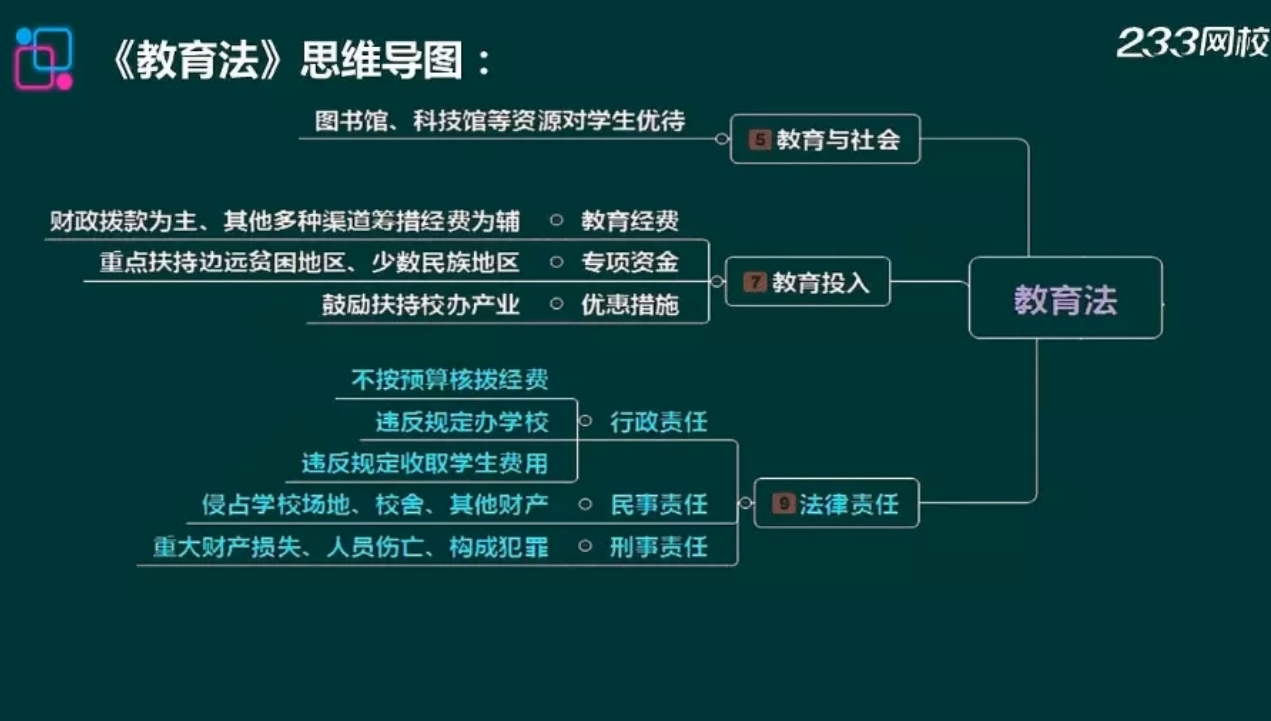 《教育法》思维导图：
233网校
图书馆、科技馆等资源对学生优待
5 教育与社会
财政拨款为主、其他多种渠道筹措经费为辅 教育经费
重点扶持边远贫困地区、少数民族地区 专项资金
7 教育投入
鼓励扶持校办产业 优惠措施
教育法
不按预算核拨经费
违反规定办学校 行政责任
违反规定收取学生费用
侵占学校场地、校舍、其他财产 民事责任
9 法律责任
重大财产损失、人员伤亡、构成犯罪 刑事责任